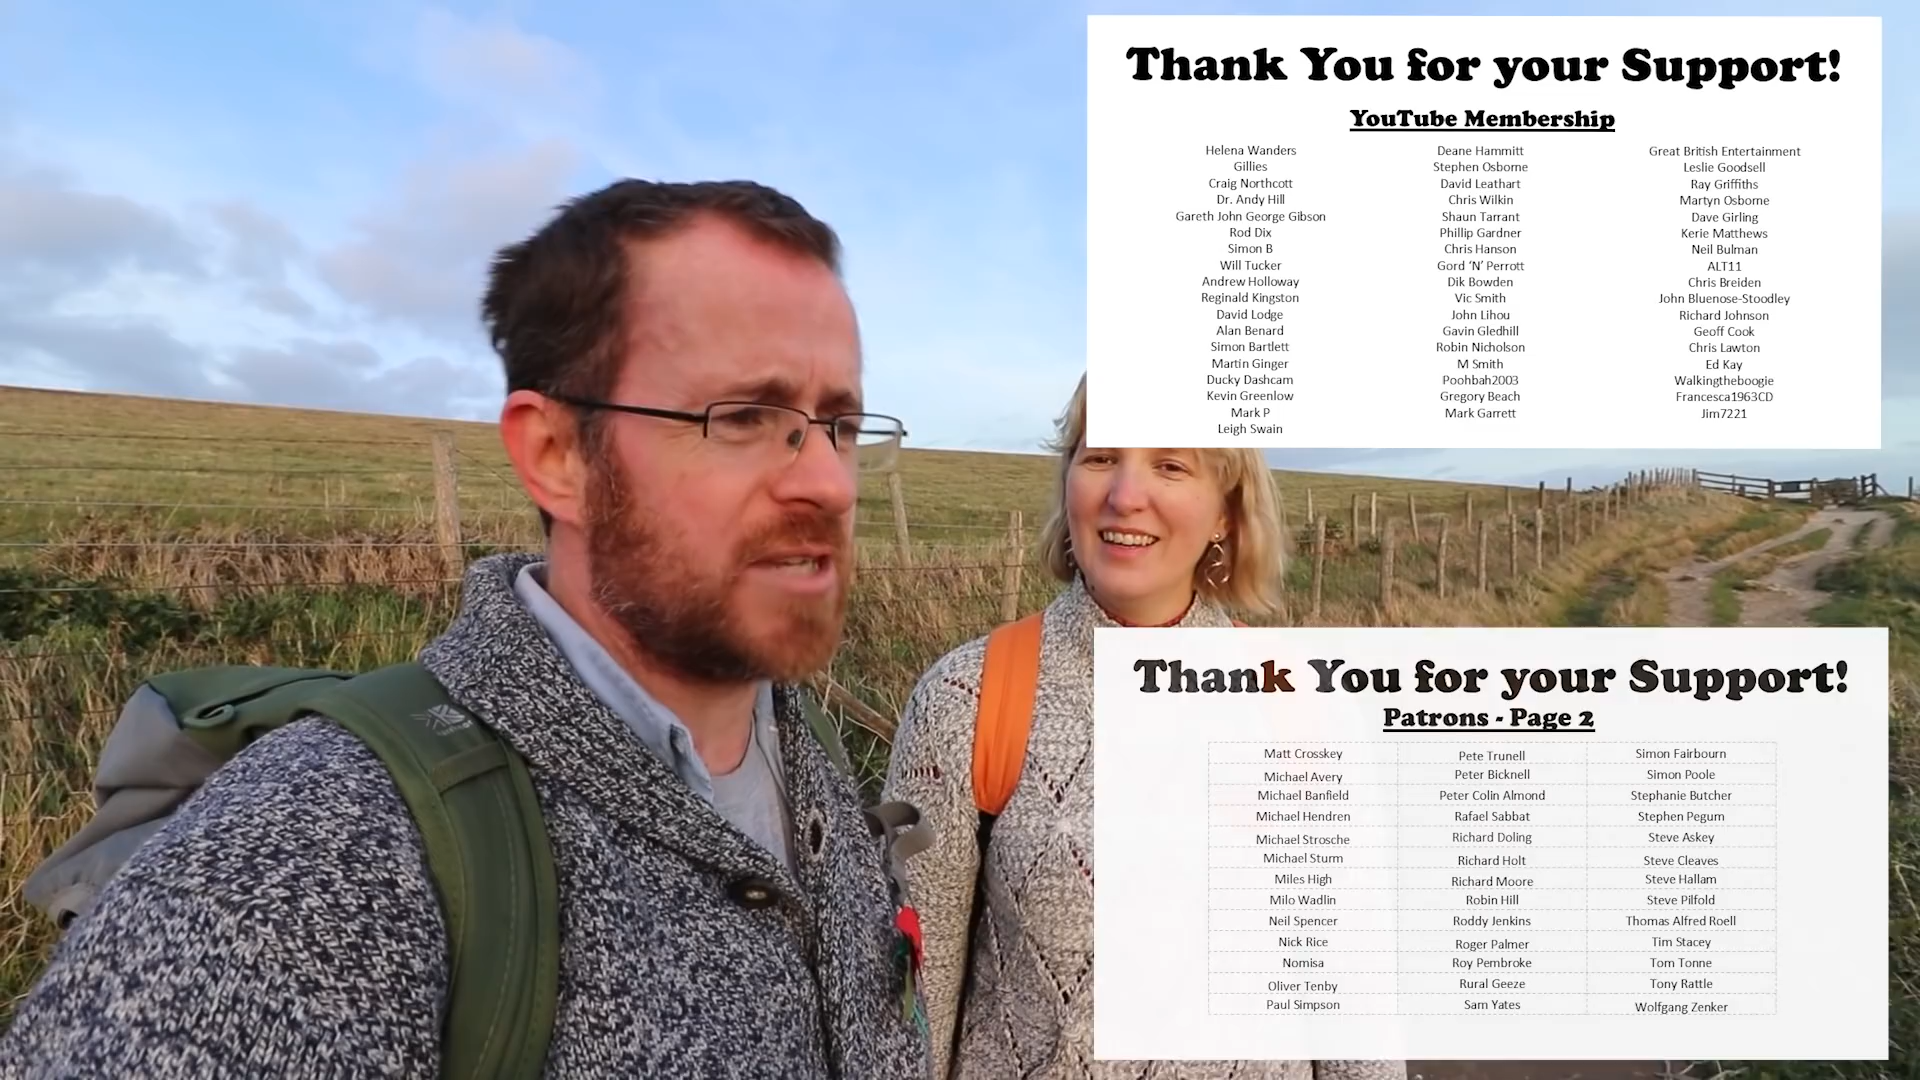 Thank You for your Support!
YouTube Membership
Helena Wanders
Gillies
Craig Northcott
Dr. Andy Hill
Gareth John George Gibson
Rod Dix
Simon B
Will Tucker
Andrew Holloway
Reginald Kingston
David Lodge
Alan Benard
Simon Bartlett
Martin Ginger
Ducky Dashcam
Kevin Greenlow
Mark P
Leigh Swain
Deane Hammitt
Stephen Osborne
David Leathart
Chris Wilkin
Shaun Tarrant
Phillip Gardner
Chris Hanson
Gord ‘N’ Perrott
Dik Bowden
Vic Smith
John Lihou
Gavin Gledhill
Robin Nicholson
M Smith
Poohbah2003
Gregory Beach
Mark Garrett
Great British Entertainment
Leslie Goodsell
Ray Griffiths
Martyn Osborne
Dave Girling
Kerie Matthews
Neil Bulman
ALT11
Chris Breiden
John Bluenose-Stoodley
Richard Johnson
Geoff Cook
Chris Lawton
Ed Kay
Walkingtheboogie
Francesca1963CD
Jim7221
Thank You for your Support!
Patrons - Page 2
Matt Crosskey
Michael Avery
Michael Banfield
Michael Hendren
Michael Strosche
Michael Sturm
Miles High
Milo Wadlin
Neil Spencer
Nick Rice
Nomisa
Oliver Tenby
Paul Simpson
Pete Trunell
Peter Bicknell
Peter Colin Almond
Rafael Sabbat
Richard Doling
Richard Holt
Richard Moore
Robin Hill
Roddy Jenkins
Roger Palmer
Roy Pembroke
Rural Geeze
Sam Yates
Simon Fairbourn
Simon Poole
Stephanie Butcher
Stephen Pegum
Steve Askey
Steve Cleaves
Steve Hallam
Steve Pilfold
Thomas Alfred Roell
Tim Stacey
Tom Tonne
Tony Rattle
Wolfgang Zenker